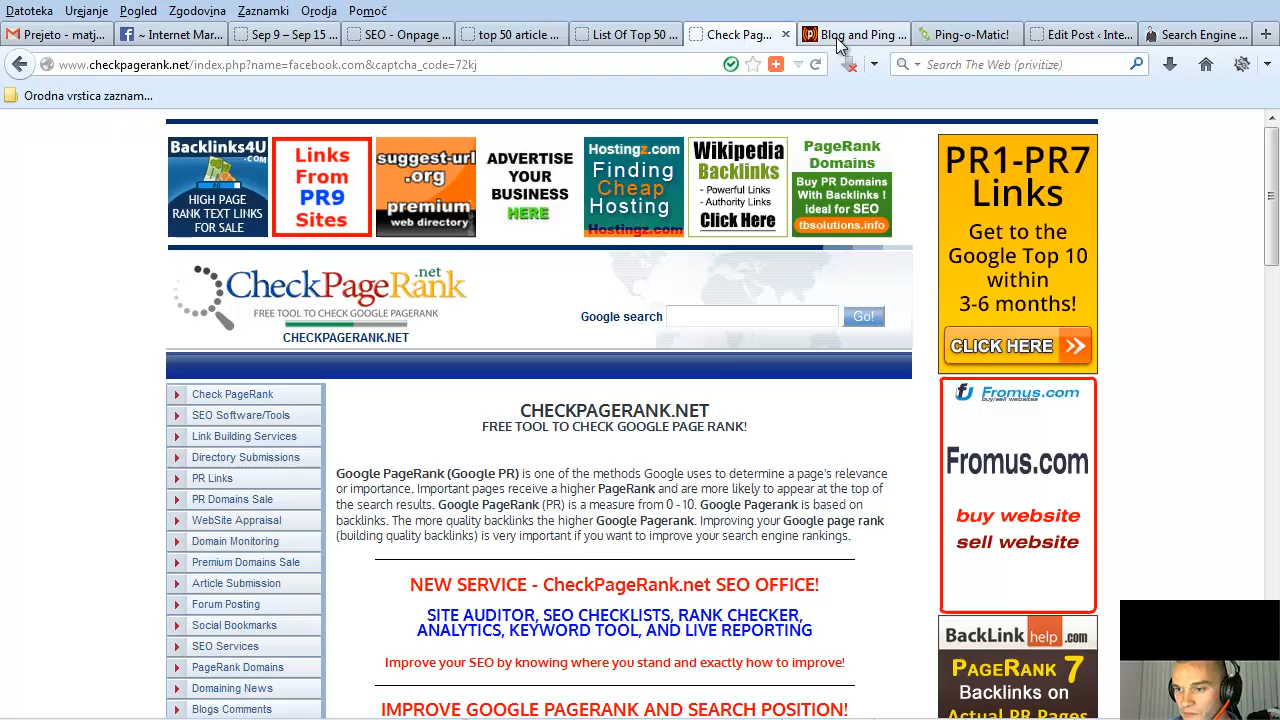 Datoteka Urejanje Pogled Zgodovina Zaznamki Orodja Pomoč
Prejeto - matj...
~ Internet Mar...
Sep 9 – Sep 15 ...
SEO - Onpage ...
top 50 article ...
List Of Top 50 ...
Check Pag...
Blog and Ping ...
Ping-o-Matic!
Edit Post ‹ Inte...
Search Engine ...
www.checkpagerank.net/index.php?name=facebook.com&captcha_code=72kj
Search The Web (privitize)
Orodna vrstica zaznam...
Backlinks4U
.COM
HIGH PAGE
RANK TEXT LINKS
FOR SALE
Links
From
PR9
Sites
suggest-url
.org
premium
web directory
ADVERTISE
YOUR
BUSINESS
HERE
Hostingz.com
Finding
Cheap
Hosting
Hostingz.com
Wikipedia
Backlinks
- Powerful Links
- Authority Links
Click Here
PageRank
Domains
Buy PR Domains
With Backlinks !
ideal for SEO
tbsolutions.info
PR1-PR7
Links
Get to the
Google Top 10
within
3-6 months!
CLICK HERE
CheckPageRank.net
FREE TOOL TO CHECK GOOGLE PAGERANK
CHECKPAGERANK.NET
Google search
Go!
Check PageRank
SEO Software/Tools
Link Building Services
Directory Submissions
PR Links
PR Domains Sale
WebSite Appraisal
Domain Monitoring
Premium Domains Sale
Article Submission
Forum Posting
Social Bookmarks
SEO Services
PageRank Domains
Domaining News
Blogs Comments
CHECKPAGERANK.NET
FREE TOOL TO CHECK GOOGLE PAGE RANK!
Google PageRank (Google PR) is one of the methods Google uses to determine a page's relevance
or importance. Important pages receive a higher PageRank and are more likely to appear at the top of
the search results. Google PageRank (PR) is a measure from 0 - 10. Google Pagerank is based on
backlinks. The more quality backlinks the higher Google Pagerank. Improving your Google page rank
(building quality backlinks) is very important if you want to improve your search engine rankings.
NEW SERVICE - CheckPageRank.net SEO OFFICE!
SITE AUDITOR, SEO CHECKLISTS, RANK CHECKER,
ANALYTICS, KEYWORD TOOL, AND LIVE REPORTING
Improve your SEO by knowing where you stand and exactly how to improve!
IMPROVE GOOGLE PAGERANK AND SEARCH POSITION!
Fromus.com
buy/sell websites
Fromus.com
buy website
sell website
BackLink help .com
PAGERANK 7
Backlinks on
Actual PR Pages